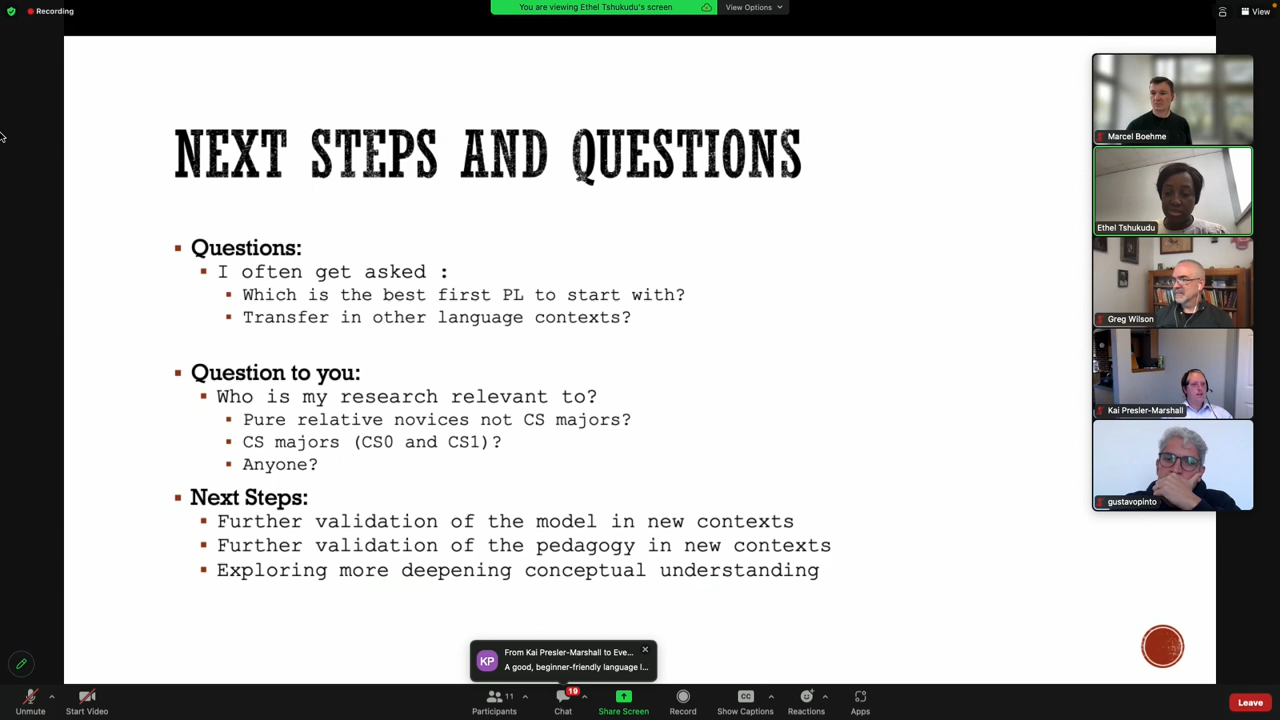 Recording
You are viewing Ethel Tshukudu's screen
View Options
View
NEXT STEPS AND QUESTIONS
Questions:
I often get asked :
Which is the best first PL to start with?
Transfer in other language contexts?
Question to you:
Who is my research relevant to?
Pure relative novices not CS majors?
CS majors (CS0 and CS1)?
Anyone?
Next Steps:
Further validation of the model in new contexts
Further validation of the pedagogy in new contexts
Exploring more deepening conceptual understanding
Marcel Boehme
Ethel Tshukudu
Greg Wilson
Kai Presler-Marshall
gustavopinto
KP
From Kai Presler-Marshall to Eve...
A good, beginner-friendly language l...
Unmute
Start Video
11
Participants
19
Chat
Share Screen
Record
CC
Show Captions
Reactions
Apps
Leave